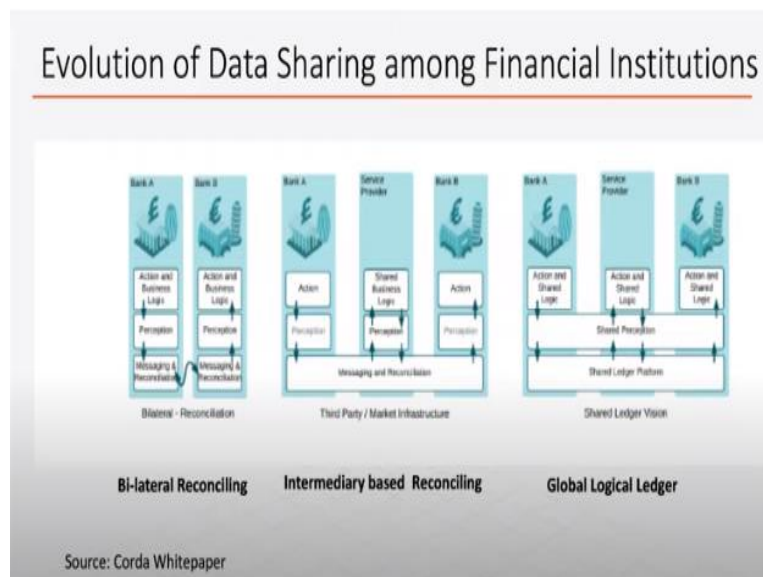 Evolution of Data Sharing among Financial Institutions
Bank A
Bank B
Action and
Business
Logic
Action and
Business
Logic
Perception
Perception
Messaging &
Reconciliation
Messaging &
Reconciliation
Bilateral - Reconciliation
Bank A
Service
Provider
Bank B
Action
Shared
Business
Logic
Action
Perception
Perception
Perception
Messaging and Reconciliation
Third Party / Market Infrastructure
Bank A
Service
Provider
Bank B
Action and
Shared
Logic
Action and
Shared
Logic
Action and
Shared
Logic
Shared Perception
Shared Ledger Platform
Shared Ledger Vision
Bi-lateral Reconciling
Intermediary based Reconciling
Global Logical Ledger
Source: Corda Whitepaper